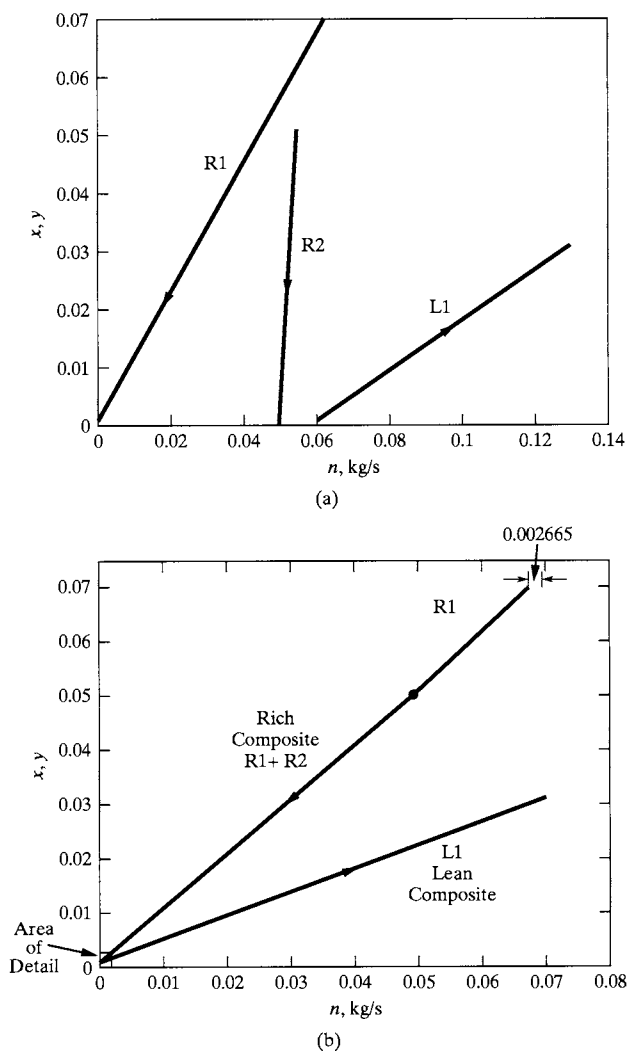 0.07
0.06
0.05
0.04
0.03
0.02
0.01
0
x, y
R1
R2
L1
0 0.02 0.04 0.06 0.08 0.1 0.12 0.14
n, kg/s
(a)
0.002665
0.07
0.06
0.05
0.04
0.03
0.02
0.01
0
x, y
R1
Rich
Composite
R1+ R2
L1
Lean
Composite
Area
of
Detail
0 0.01 0.02 0.03 0.04 0.05 0.06 0.07 0.08
n, kg/s
(b)